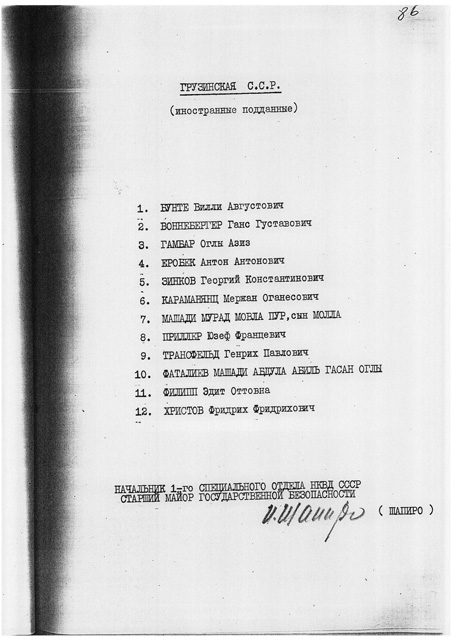 86
ГРУЗИНСКАЯ С.С.Р.
(иностранные подданные)
1. БУНТЕ Вилли Августович
2. ВОННЕБЕРГЕР Ганс Густавович
3. ГАМБАР Оглы Азиз
4. ЕРОБЕК Антон Антонович
5. ЗИНКОВ Георгий Константинович
6. КАРАМАНЯНЦ Мержан Оганесович
7. МАШАДИ МУРАД МОВЛА ПУР,сын МОЛЛА
8. ПРИЛЛЕР Юзеф Францевич
9. ТРАНСФЕЛЬД Генрих Павлович
10. ФАТАЛИЕВ МАШАДИ АБДУЛА АБИЛЬ ГАСАН ОГЛЫ
11. ФИЛИПП Эдит Оттовна
12. ХРИСТОВ Фридрих Фридрихович
НАЧАЛЬНИК 1-го СПЕЦИАЛЬНОГО ОТДЕЛА НКВД СССР
СТАРШИЙ МАЙОР ГОСУДАРСТВЕННОЙ БЕЗОПАСНОСТИ
И. Шапиро ( ШАПИРО )